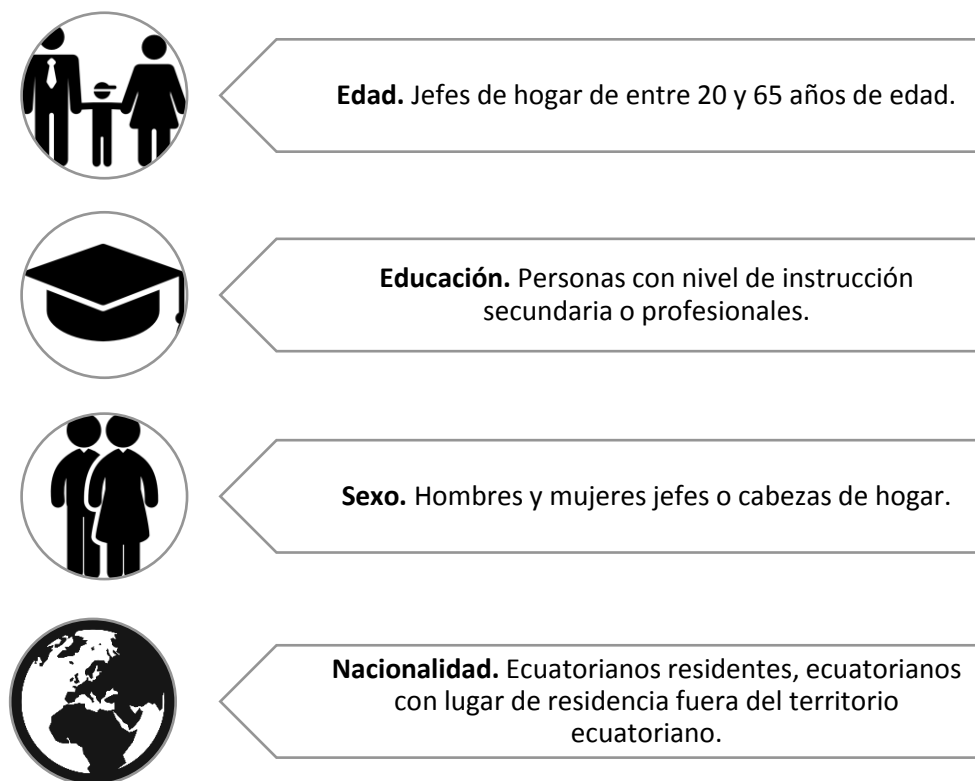 Edad. Jefes de hogar de entre 20 y 65 años de edad.
Educación. Personas con nivel de instrucción
secundaria o profesionales.
Sexo. Hombres y mujeres jefes o cabezas de hogar.
Nacionalidad. Ecuatorianos residentes, ecuatorianos
con lugar de residencia fuera del territorio
ecuatoriano.